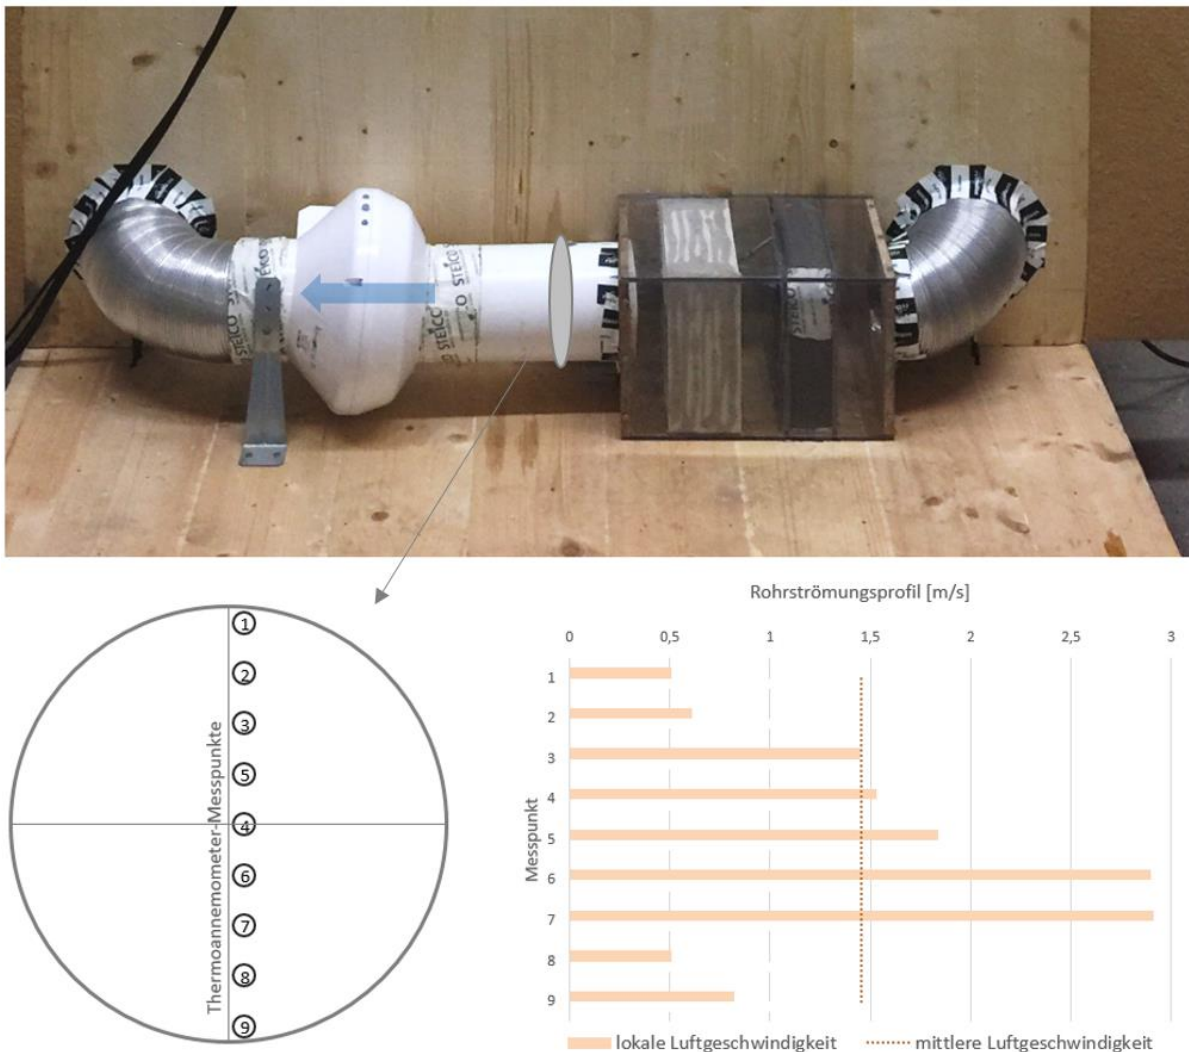 STEICO
STEICO
STEICO
STEICO
Rohrströmungsprofil [m/s]
0 0,5 1 1,5 2 2,5 3
Thermoannemometer-Messpunkte
1
2
3
5
4
6
7
8
9
Messpunkt
1
2
3
4
5
6
7
8
9
lokale Luftgeschwindigkeit mittlere Luftgeschwindigkeit